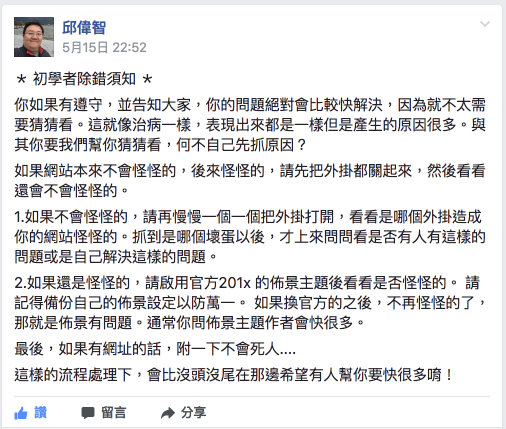 邱偉智
5月15日 22:52
＊ 初學者除錯須知 ＊
你如果有遵守，並告知大家，你的問題絕對會比較快解決，因為就不太需
要猜猜看。這就像治病一樣，表現出來都是一樣但是產生的原因很多。與
其你要我們幫你猜猜看，何不自己先抓原因？
如果網站本來不會怪怪的，後來怪怪的，請先把外掛都關起來，然後看看
還會不會怪怪的。
1.如果不會怪怪的，請再慢慢一個一個把外掛打開，看看是哪個外掛造成
你的網站怪怪的。抓到是哪個壞蛋以後，才上來問問看是否有人有這樣的
問題或是自己解決這樣的問題。
2.如果還是怪怪的，請啟用官方201x 的佈景主題後看看是否怪怪的。 請
記得備份自己的佈景設定以防萬一。 如果換官方的之後，不再怪怪的了，
那就是佈景有問題。通常你問佈景主題作者會快很多。
最後，如果有網址的話，附一下不會死人....
這樣的流程處理下，會比沒頭沒尾在那邊希望有人幫你要快很多唷！
讚 留言 分享